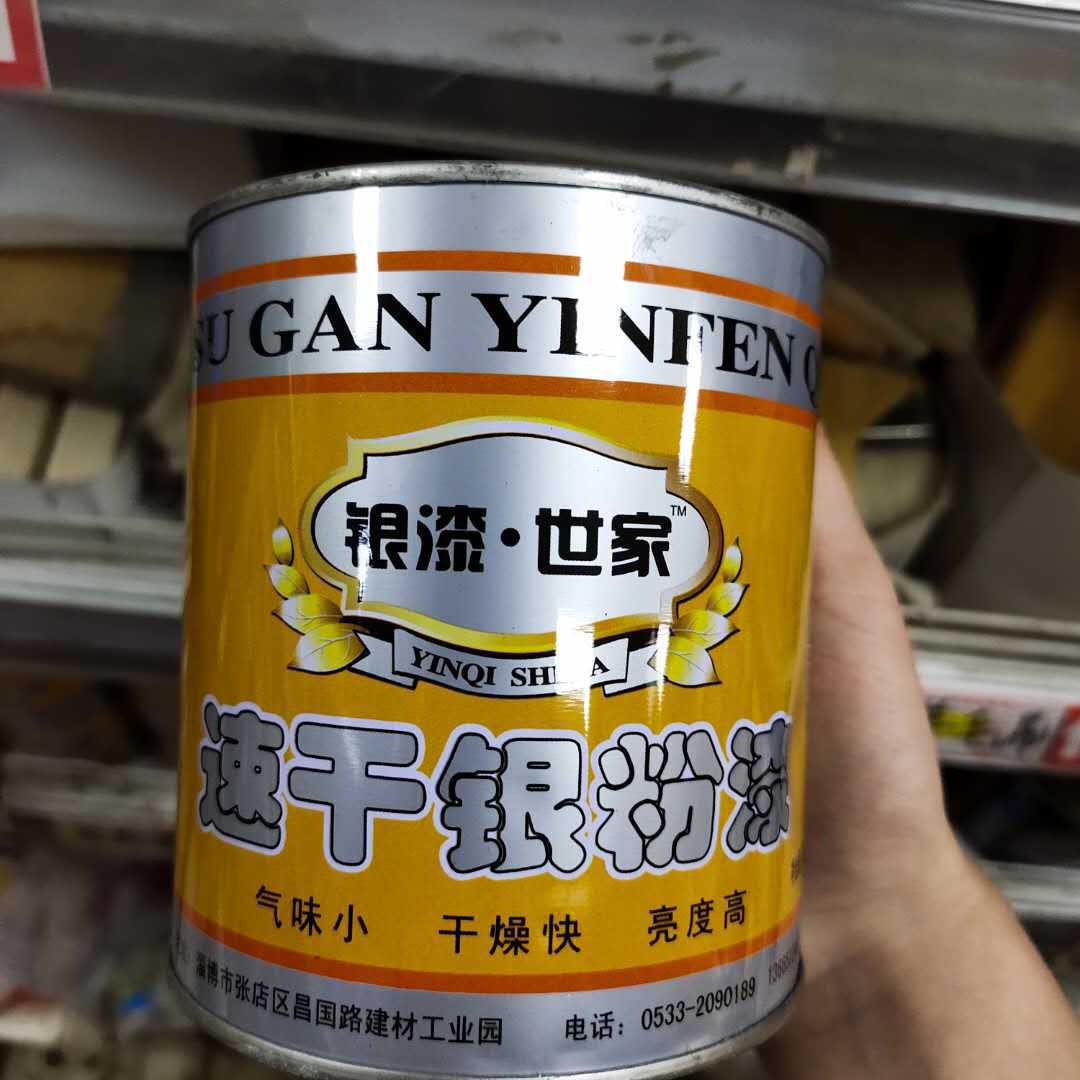 SU GAN YINFEN
银漆·世家™
YINQI SHIJIA
速干银粉漆
气味小 干燥快 亮度高
淄博市张店区昌国路建材工业园 电话：0533-2090189